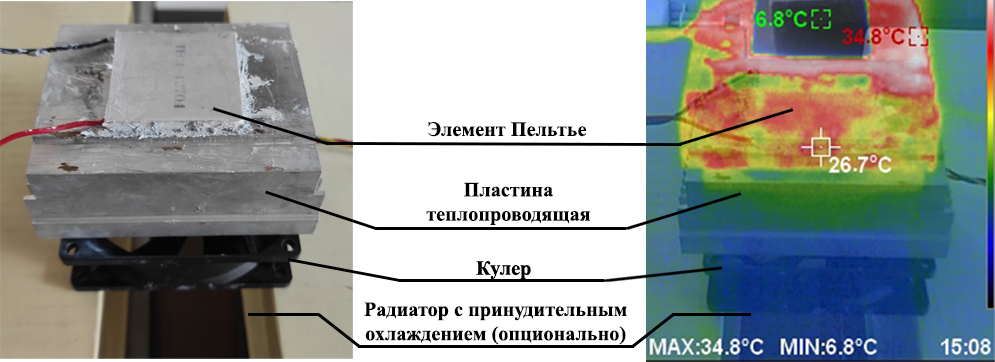 6.8°C
34.8°C
Элемент Пельтье
26.7°C
Пластина
теплопроводящая
Кулер
Радиатор с принудительным
охлаждением (опционально)
MAX:34.8°C MIN:6.8°C 15:08